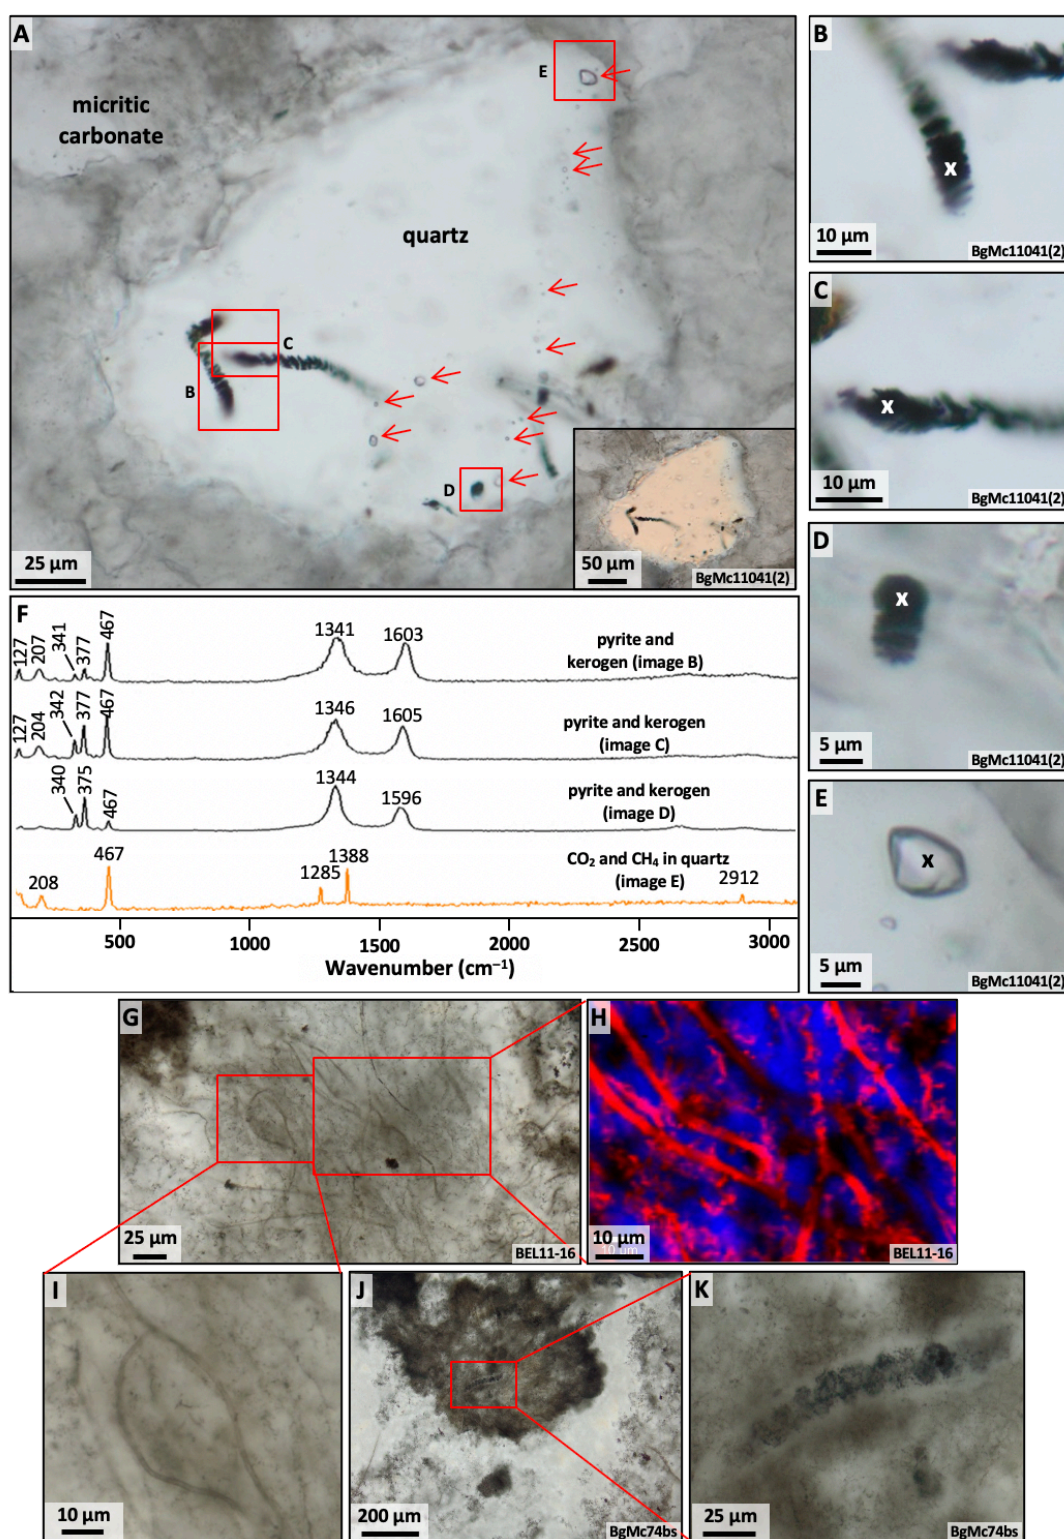 A
E
micritic
carbonate
quartz
C
B
D
25 µm
50 µm
BgMc11041(2)
B
x
10 µm
BgMc11041(2)
C
x
10 µm
BgMc11041(2)
D
x
5 µm
BgMc11041(2)
E
x
5 µm
BgMc11041(2)
F
127
207
341
377
467
1341
1603
pyrite and
kerogen (image B)
127
204
342
377
467
1346
1605
pyrite and kerogen
(image C)
340
375
467
1344
1596
pyrite and kerogen
(image D)
208
467
1285
1388
2912
CO₂ and CH₄ in quartz
(image E)
500
1000
1500
2000
2500
3000
Wavenumber (cm⁻¹)
G
25 µm
BEL11-16
H
10 µm
10 µm
BEL11-16
I
10 µm
J
200 µm
BgMc74bs
K
25 µm
BgMc74bs